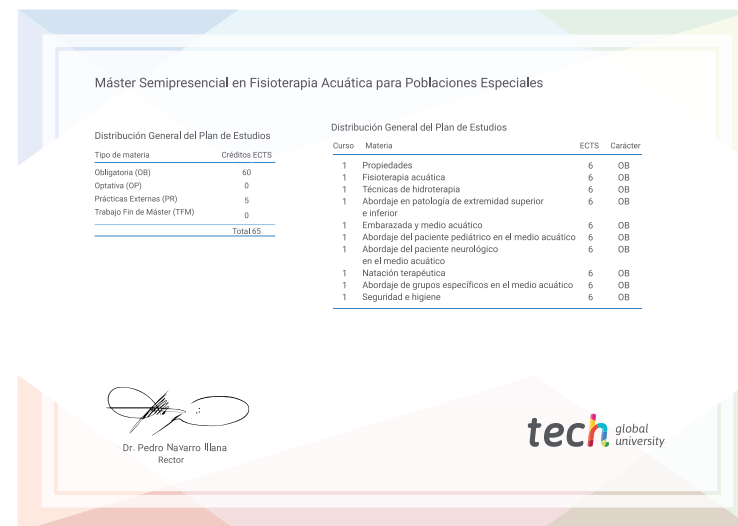 Máster Semipresencial en Fisioterapia Acuática para Poblaciones Especiales
Distribución General del Plan de Estudios
Tipo de materia Créditos ECTS
Obligatoria (OB) 60
Optativa (OP) 0
Prácticas Externas (PR) 5
Trabajo Fin de Máster (TFM) 0
Total 65
Distribución General del Plan de Estudios
Curso Materia ECTS Carácter
1 Propiedades 6 OB
1 Fisioterapia acuática 6 OB
1 Técnicas de hidroterapia 6 OB
1 Abordaje en patología de extremidad superior 6 OB
e inferior
1 Embarazada y medio acuático 6 OB
1 Abordaje del paciente pediátrico en el medio acuático 6 OB
1 Abordaje del paciente neurológico 6 OB
en el medio acuático
1 Natación terapéutica 6 OB
1 Abordaje de grupos específicos en el medio acuático 6 OB
1 Seguridad e higiene 6 OB
Dr. Pedro Navarro Illana
Rector
tech global
university